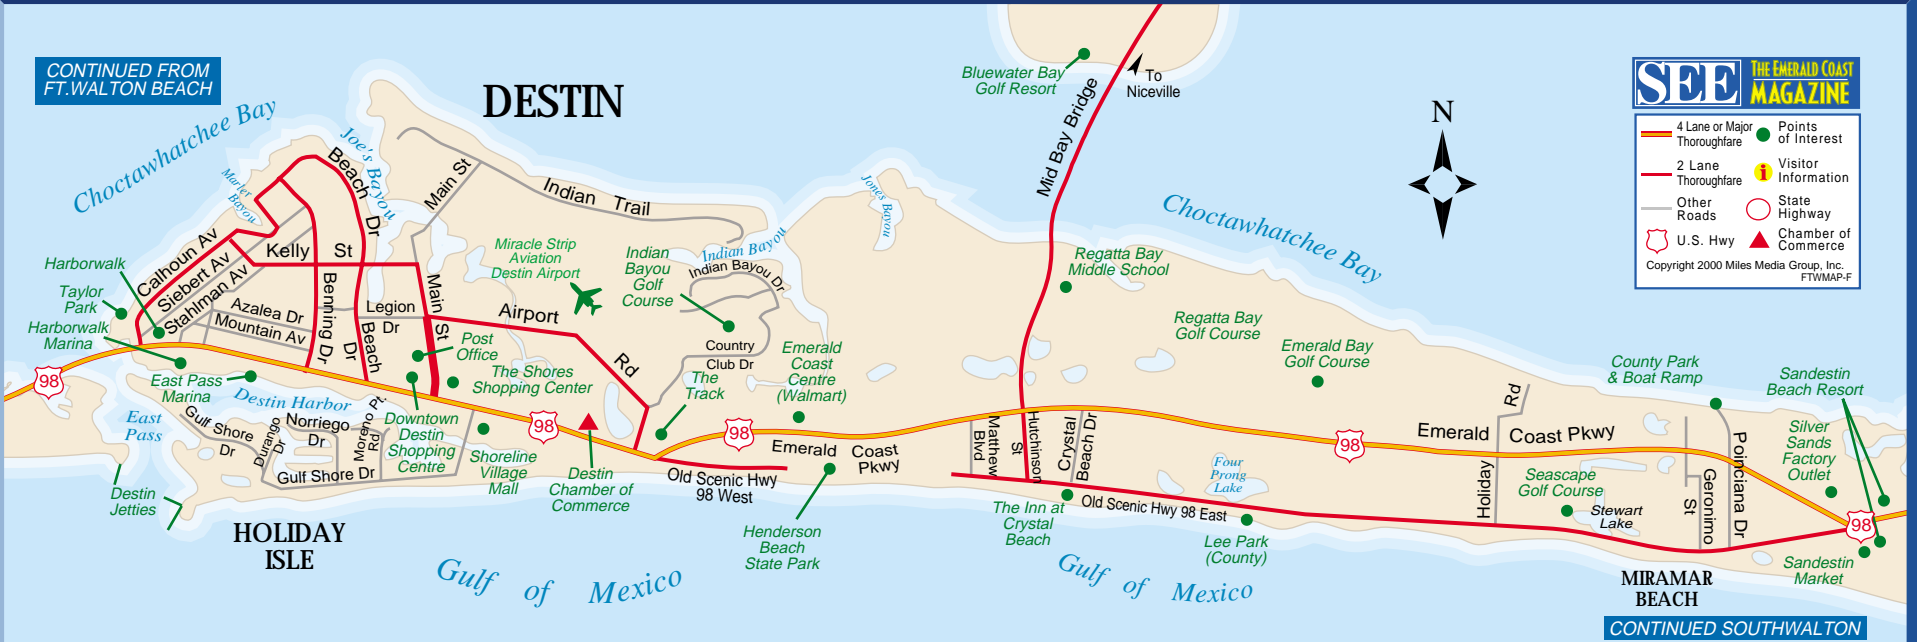 CONTINUED FROM
FT.WALTON BEACH
DESTIN
Choctawhatchee Bay
Joe's Bayou
Marler
Bayou
Beach Dr
Main St
Indian Trail
Jones Bayou
Indian Bayou
Indian Bayou Dr
Bluewater Bay
Golf Resort
To
Niceville
Mid Bay Bridge
N
Choctawhatchee Bay
SEE
THE EMERALD COAST
MAGAZINE
4 Lane or Major
Thoroughfare
Points
of Interest
2 Lane
Thoroughfare
i
Visitor
Information
Other
Roads
State
Highway
U.S. Hwy
Chamber of
Commerce
Copyright 2000 Miles Media Group, Inc.
FTWMAP-F
Harborwalk
Taylor
Park
Harborwalk
Marina
Calhoun Av
Siebert Av
Stahlman Av
Kelly St
Azalea Dr
Mountain Av
Benning Dr
Legion
Dr
Beach
Dr
Main St
Airport
Rd
Miracle Strip
Aviation
Destin Airport
Indian
Bayou
Golf
Course
Country
Club Dr
Emerald
Coast
Centre
(Walmart)
Post
Office
The Shores
Shopping Center
The
Track
Regatta Bay
Middle School
Regatta Bay
Golf Course
Emerald Bay
Golf Course
County Park
& Boat Ramp
Sandestin
Beach Resort
98
East Pass
Marina
Destin Harbor
East
Pass
Gulf Shore
Dr
Durango
Dr
Norriego
Dr
Moreno Pt.
Rd
Gulf Shore Dr
Downtown
Destin
Shopping
Centre
Shoreline
Village
Mall
98
Destin
Chamber of
Commerce
98
Emerald Coast
Pkwy
Old Scenic Hwy
98 West
Henderson
Beach
State Park
Matthew
Blvd
Hutchinson
St
Crystal
Beach Dr
The Inn at
Crystal
Beach
Old Scenic Hwy 98 East
Four
Prong
Lake
Lee Park
(County)
98
Emerald Coast Pkwy
Holiday
Rd
Seascape
Golf Course
Stewart
Lake
Geronimo
St
Poinciana Dr
Silver
Sands
Factory
Outlet
98
Sandestin
Market
Destin
Jetties
HOLIDAY
ISLE
Gulf of Mexico
Gulf of Mexico
MIRAMAR
BEACH
CONTINUED SOUTHWALTON